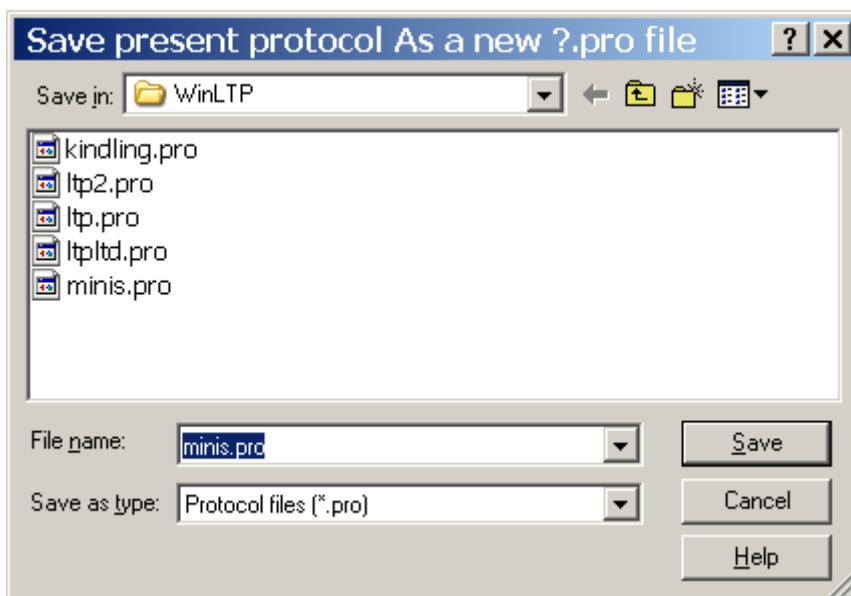 Save present protocol As a new ?.pro file
Save in: WinLTP
kindling.pro
ltp2.pro
ltp.pro
ltpltd.pro
minis.pro
File name: minis.pro Save
Save as type: Protocol files (*.pro) Cancel
Help